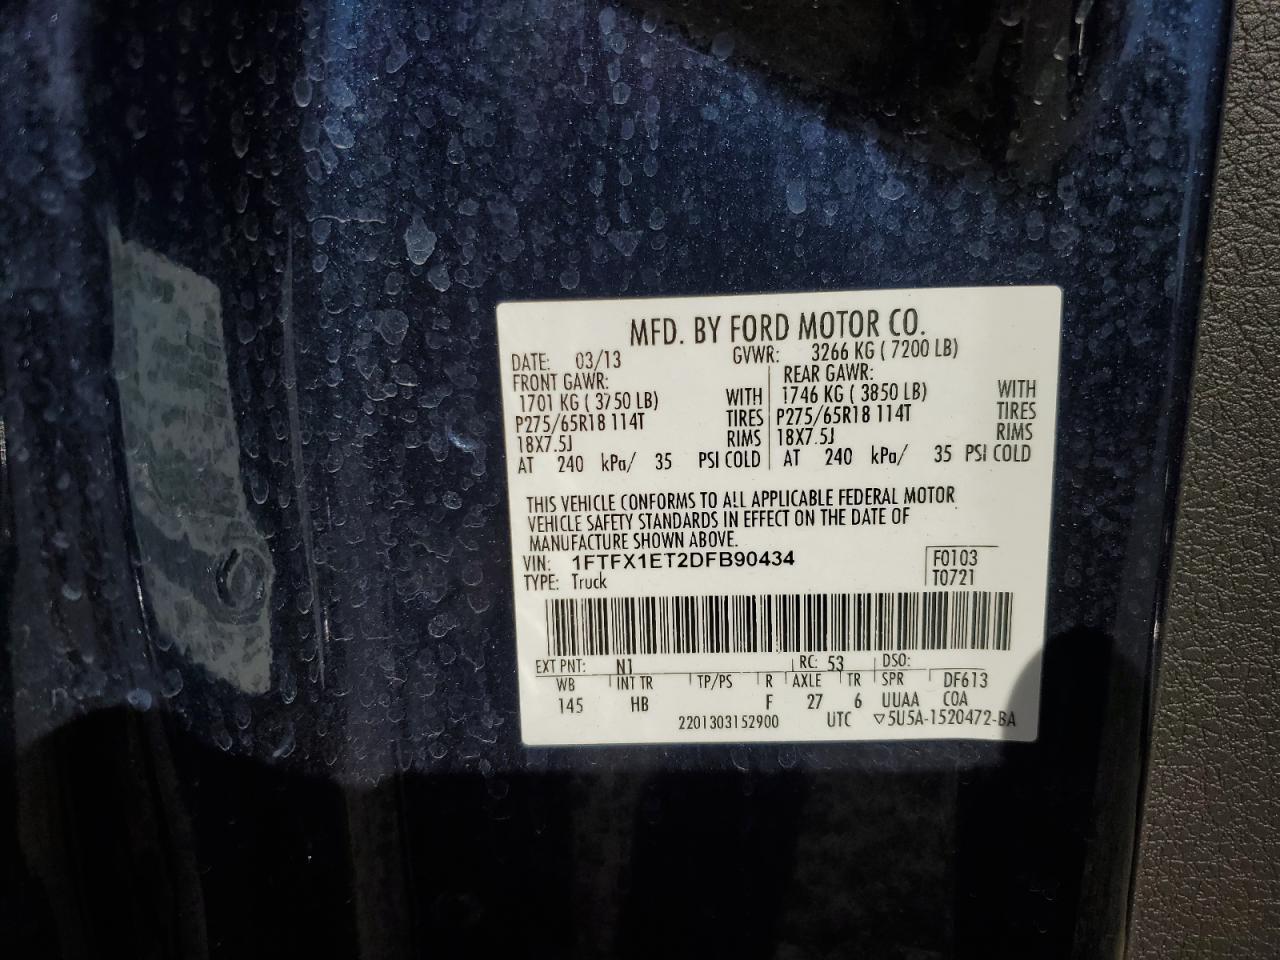 MFD. BY FORD MOTOR CO.
DATE: 03/13 GVWR: 3266 KG ( 7200 LB)
FRONT GAWR: REAR GAWR:
1701 KG ( 3750 LB) WITH 1746 KG ( 3850 LB) WITH
P275/65R18 114T TIRES P275/65R18 114T TIRES
18X7.5J RIMS 18X7.5J RIMS
AT 240 kPa/ 35 PSI COLD AT 240 kPa/ 35 PSI COLD
THIS VEHICLE CONFORMS TO ALL APPLICABLE FEDERAL MOTOR
VEHICLE SAFETY STANDARDS IN EFFECT ON THE DATE OF
MANUFACTURE SHOWN ABOVE.
VIN: 1FTFX1ET2DFB90434 F0103
TYPE: Truck T0721
EXT PNT: N1 RC: 53 DSO:
WB INT TR TP/PS R AXLE TR SPR DF613
145 HB F 27 6 UUAA COA
2201303152900 UTC ▽5U5A-1520472-BA